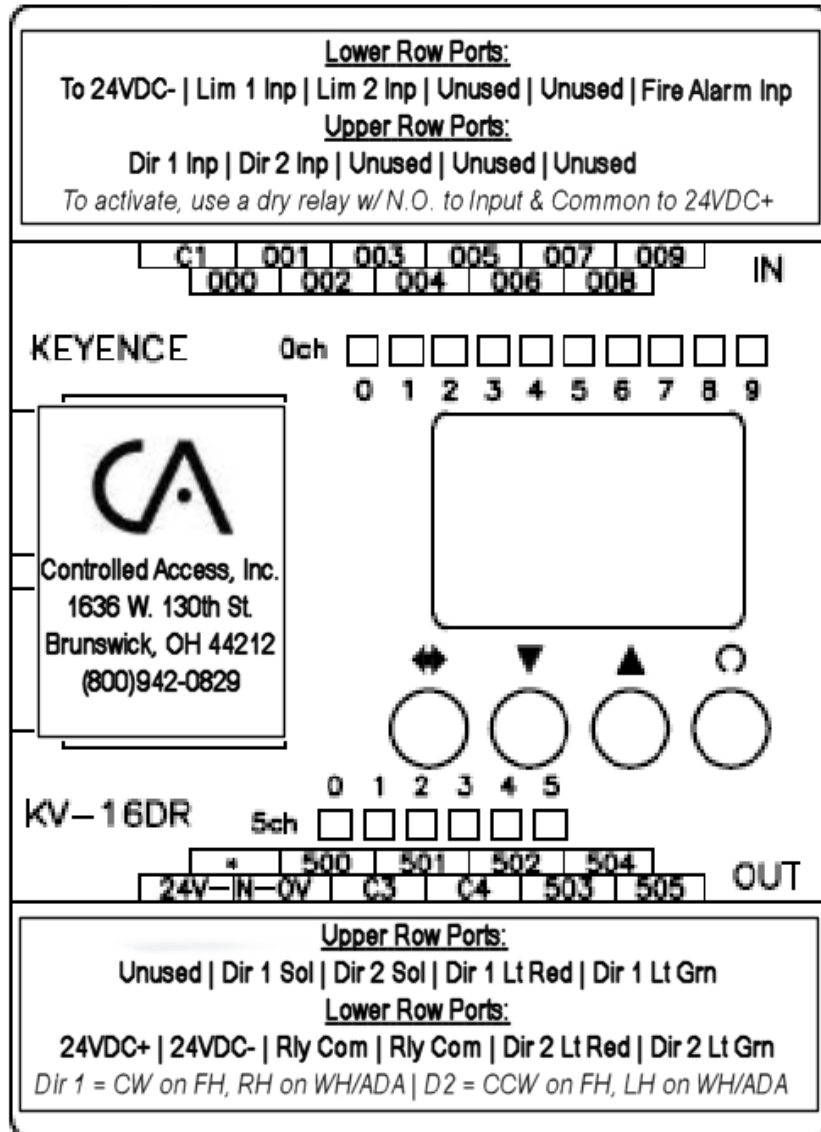 Lower Row Ports:
To 24VDC- | Lim 1 Inp | Lim 2 Inp | Unused | Unused | Fire Alarm Inp
Upper Row Ports:
Dir 1 Inp | Dir 2 Inp | Unused | Unused | Unused
To activate, use a dry relay w/ N.O. to Input & Common to 24VDC+
C1 001 003 005 007 009
IN
000 002 004 006 008
KEYENCE 0ch
0 1 2 3 4 5 6 7 8 9
CA
Controlled Access, Inc.
1636 W. 130th St.
Brunswick, OH 44212
(800)942-0829
0 1 2 3 4 5
KV-16DR 5ch
* 500 501 502 504
24V-IN-0V C3 C4 503 505
OUT
Upper Row Ports:
Unused | Dir 1 Sol | Dir 2 Sol | Dir 1 Lt Red | Dir 1 Lt Grn
Lower Row Ports:
24VDC+ | 24VDC- | Rly Com | Rly Com | Dir 2 Lt Red | Dir 2 Lt Grn
Dir 1 = CW on FH, RH on WH/ADA | D2 = CCW on FH, LH on WH/ADA